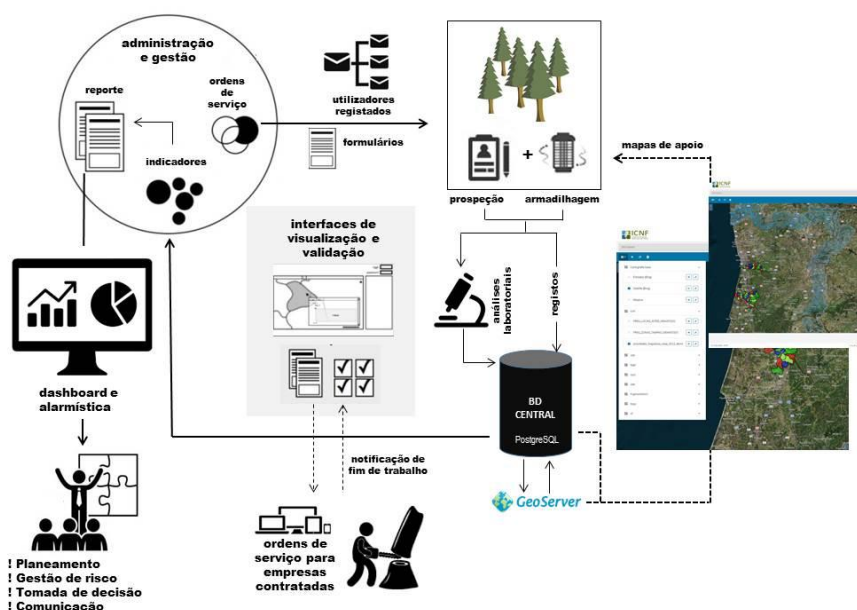 administração
e gestão
reporte
ordens
de
serviço
indicadores
utilizadores
registados
formulários
prospeção
+
armadilhagem
mapas de apoio
ICNF
ICNF
interfaces de
visualização e
validação
análises
laboratoriais
registos
BD
CENTRAL
PostgreSQL
GeoServer
dashboard e
alarmística
notificação de
fim de trabalho
ordens de
serviço para
empresas
contratadas
! Planeamento
! Gestão de risco
! Tomada de decisão
! Comunicação